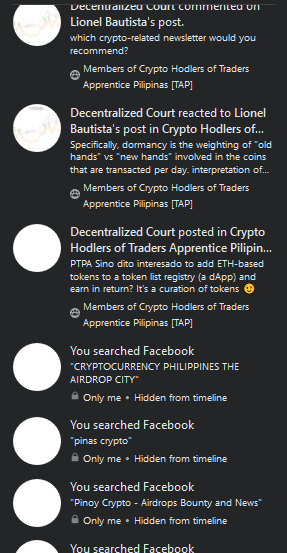 Decentralized Court commented on
Lionel Bautista's post.
which crypto-related newsletter would you
recommend?
Members of Crypto Hodlers of Traders
Apprentice Pilipinas [TAP]
Decentralized Court reacted to Lionel
Bautista's post in Crypto Hodlers of...
Specifically, dormancy is the weighting of "old
hands" vs "new hands" involved in the coins
that are transacted per day. interpretation of...
Members of Crypto Hodlers of Traders
Apprentice Pilipinas [TAP]
Decentralized Court posted in Crypto
Hodlers of Traders Apprentice Pilipin...
PTPA Sino dito interesado to add ETH-based
tokens to a token list registry (a dApp) and
earn in return? It's a curation of tokens 😉
Members of Crypto Hodlers of Traders
Apprentice Pilipinas [TAP]
You searched Facebook
"CRYPTOCURRENCY PHILIPPINES THE
AIRDROP CITY"
Only me • Hidden from timeline
You searched Facebook
"pinas crypto"
Only me • Hidden from timeline
You searched Facebook
"Pinoy Crypto - Airdrops Bounty and News"
Only me • Hidden from timeline
You searched Facebook